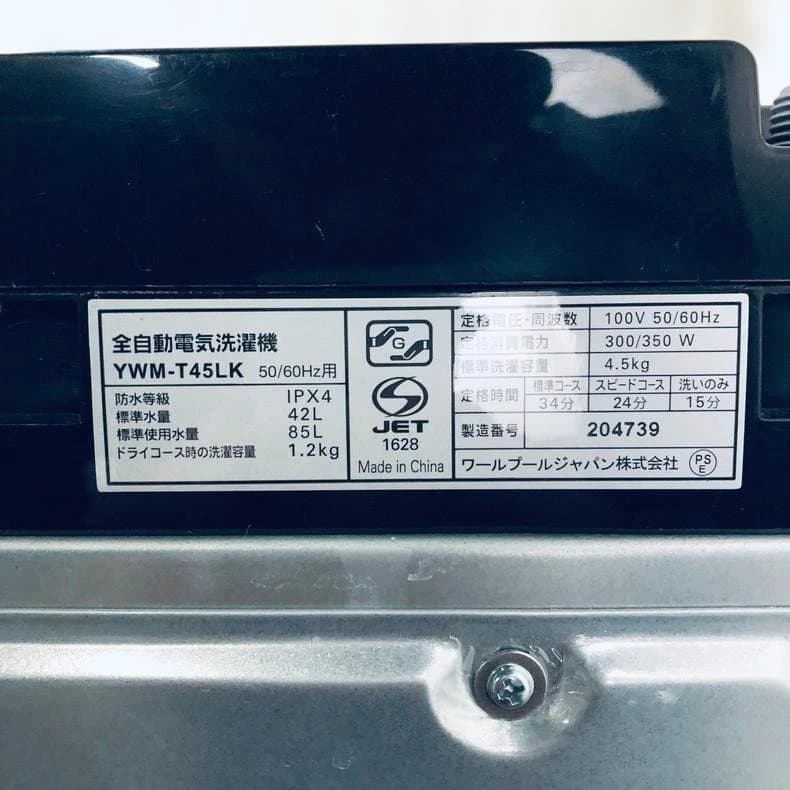 全自動電気洗濯機
YWM-T45LK 50/60Hz用
防水等級 IPX4
標準水量 42L
標準使用水量 85L
ドライコース時の洗濯容量 1.2kg
G
S
JET
1628
Made in China
定格電圧・周波数 100V 50/60Hz
定格消費電力 300/350 W
標準洗濯容量 4.5kg
定格時間 標準コース スピードコース 洗いのみ
34分 24分 15分
製造番号 204739
ワールプールジャパン株式会社
PS
E